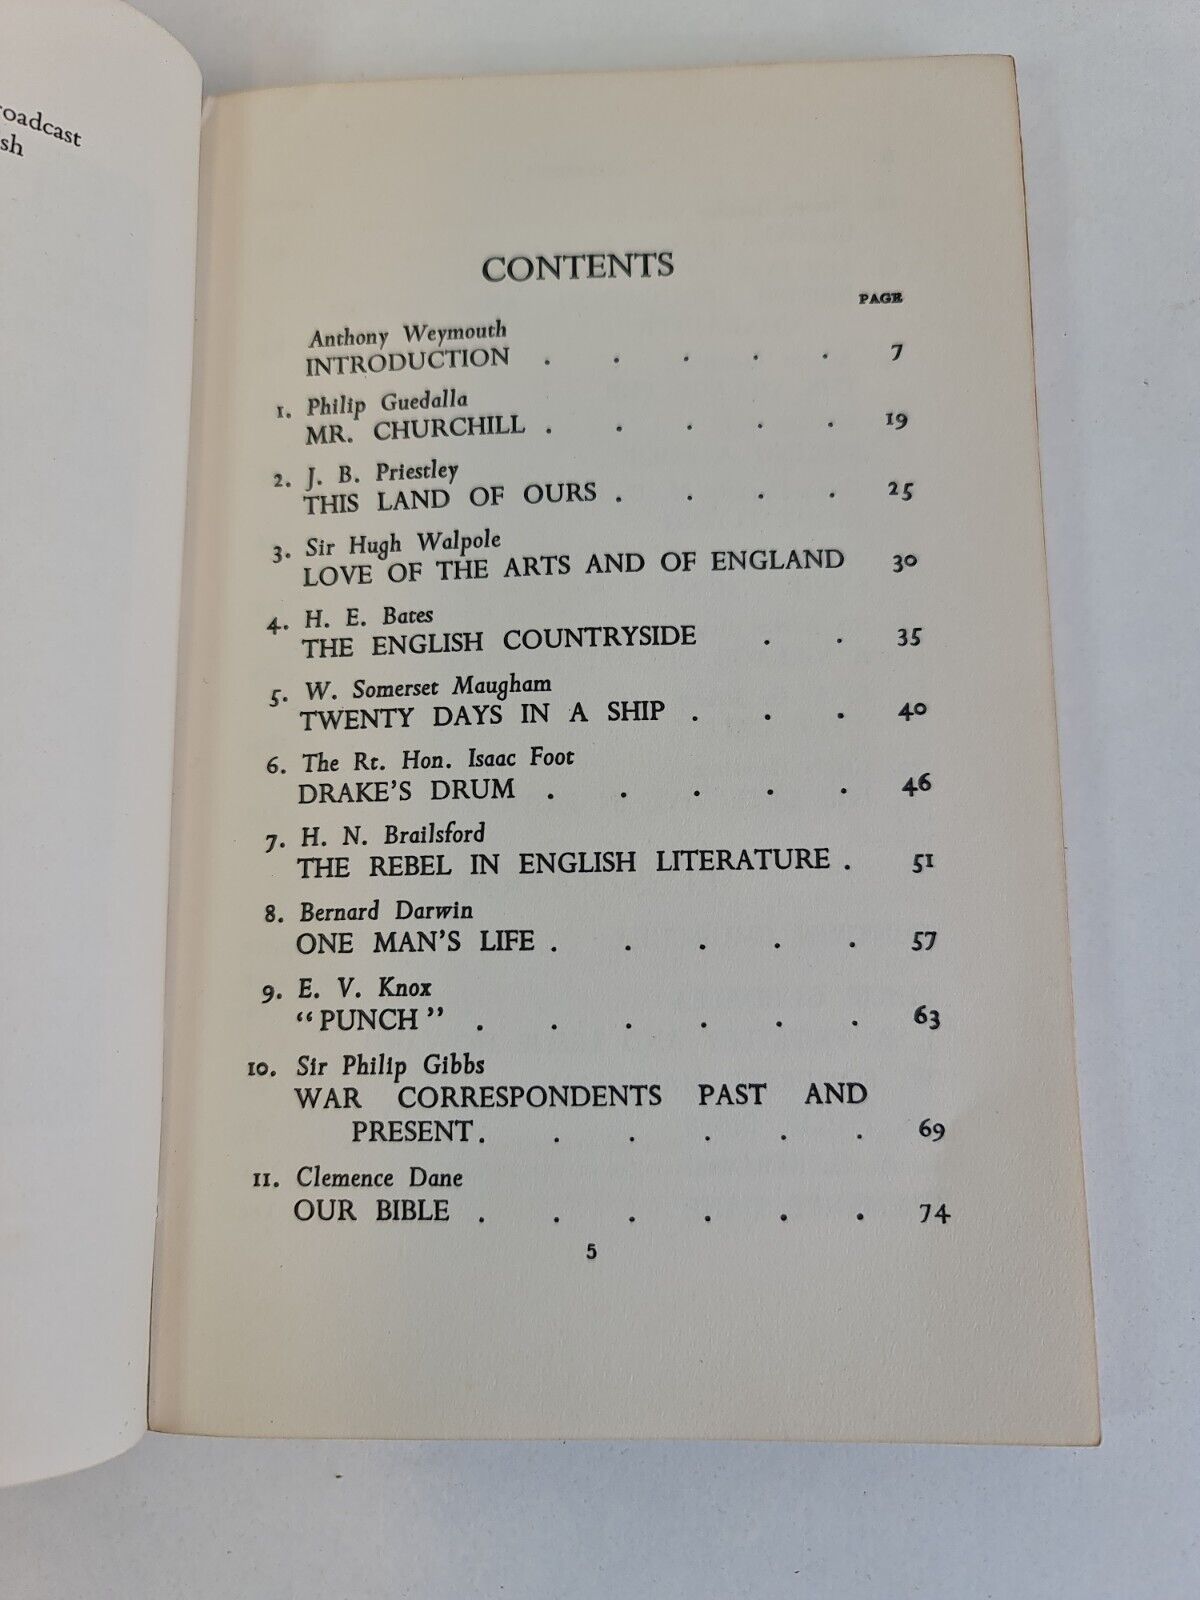 roadcast
sh
CONTENTS
PAGE
Anthony Weymouth
INTRODUCTION . . . . . 7
1. Philip Guedalla
MR. CHURCHILL . . . . . 19
2. J. B. Priestley
THIS LAND OF OURS . . . . 25
3. Sir Hugh Walpole
LOVE OF THE ARTS AND OF ENGLAND 30
4. H. E. Bates
THE ENGLISH COUNTRYSIDE . . 35
5. W. Somerset Maugham
TWENTY DAYS IN A SHIP . . . 40
6. The Rt. Hon. Isaac Foot
DRAKE'S DRUM . . . . . 46
7. H. N. Brailsford
THE REBEL IN ENGLISH LITERATURE . 51
8. Bernard Darwin
ONE MAN'S LIFE . . . . . 57
9. E. V. Knox
"PUNCH" . . . . . . 63
10. Sir Philip Gibbs
WAR CORRESPONDENTS PAST AND
PRESENT . . . . . . 69
11. Clemence Dane
OUR BIBLE . . . . . . 74
5